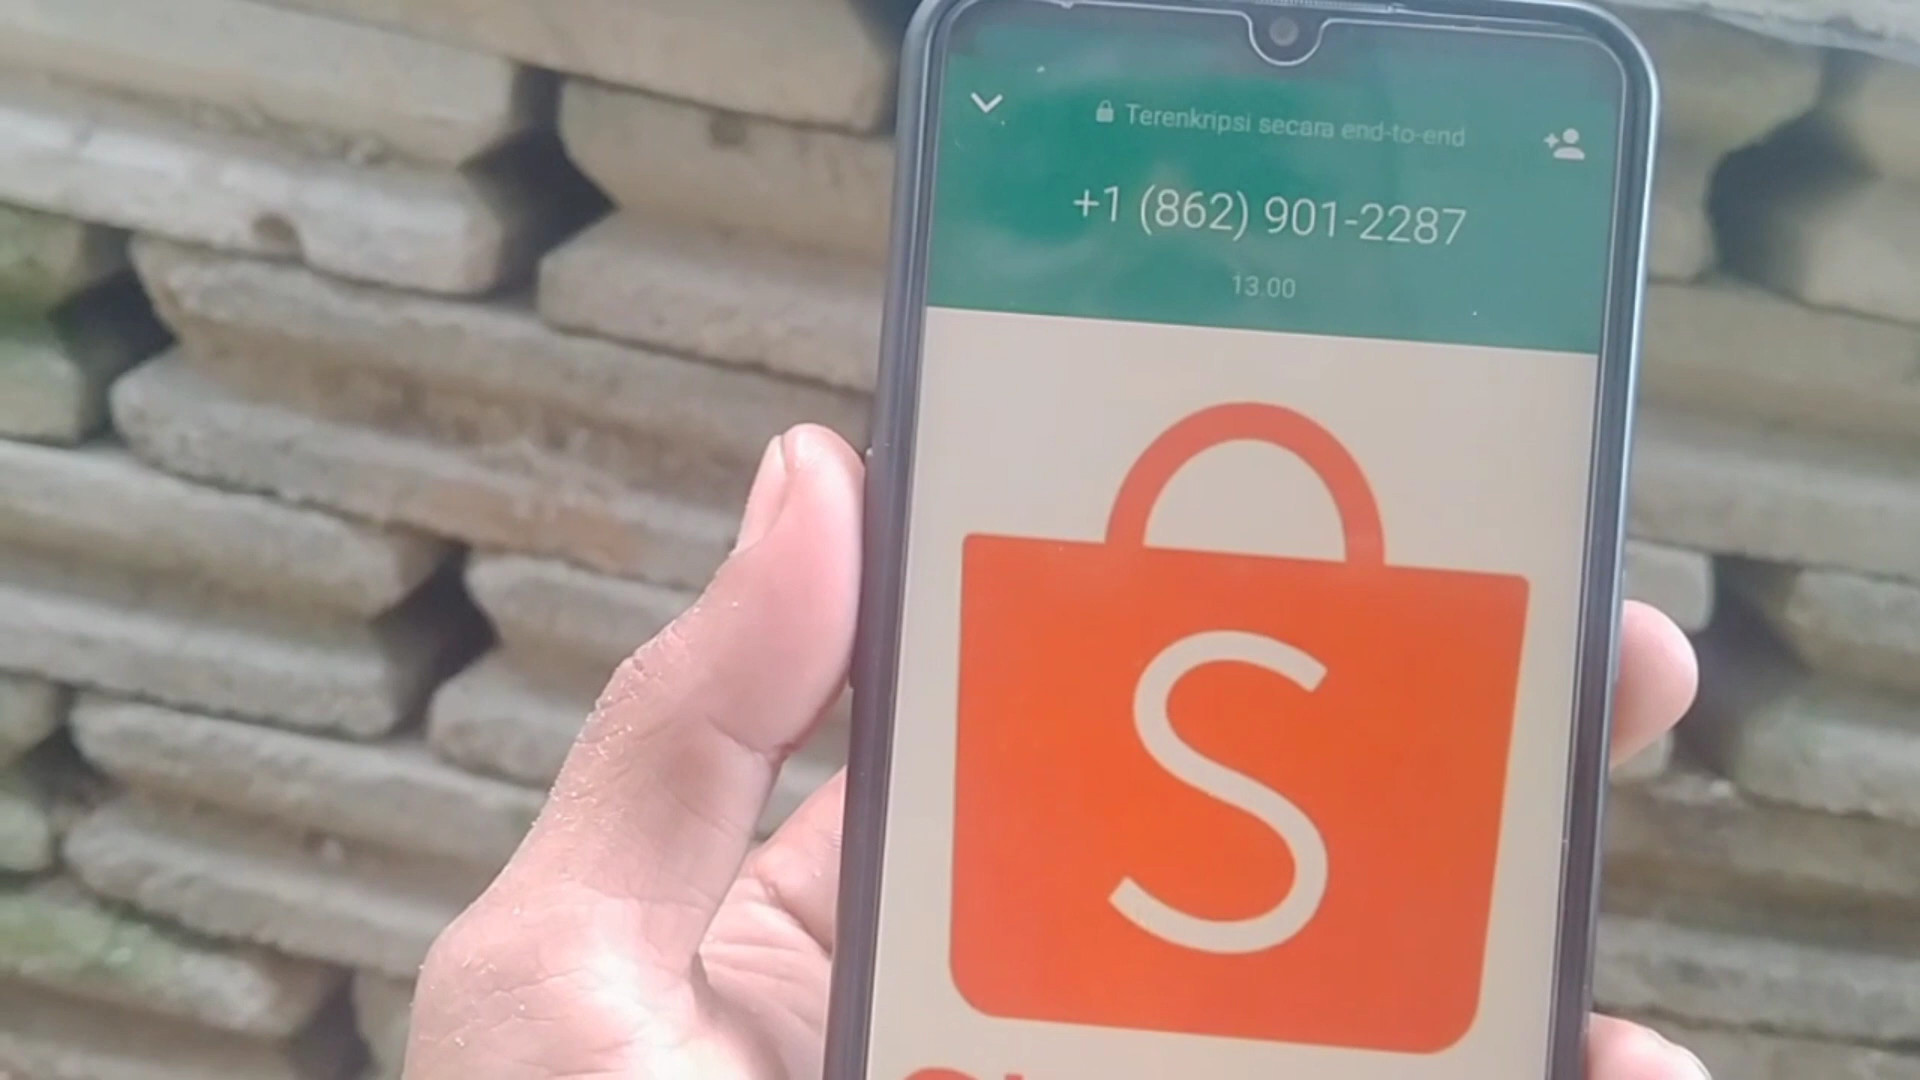 Terenkripsi secara end-to-end
+1 (862) 901-2287
13.00
S